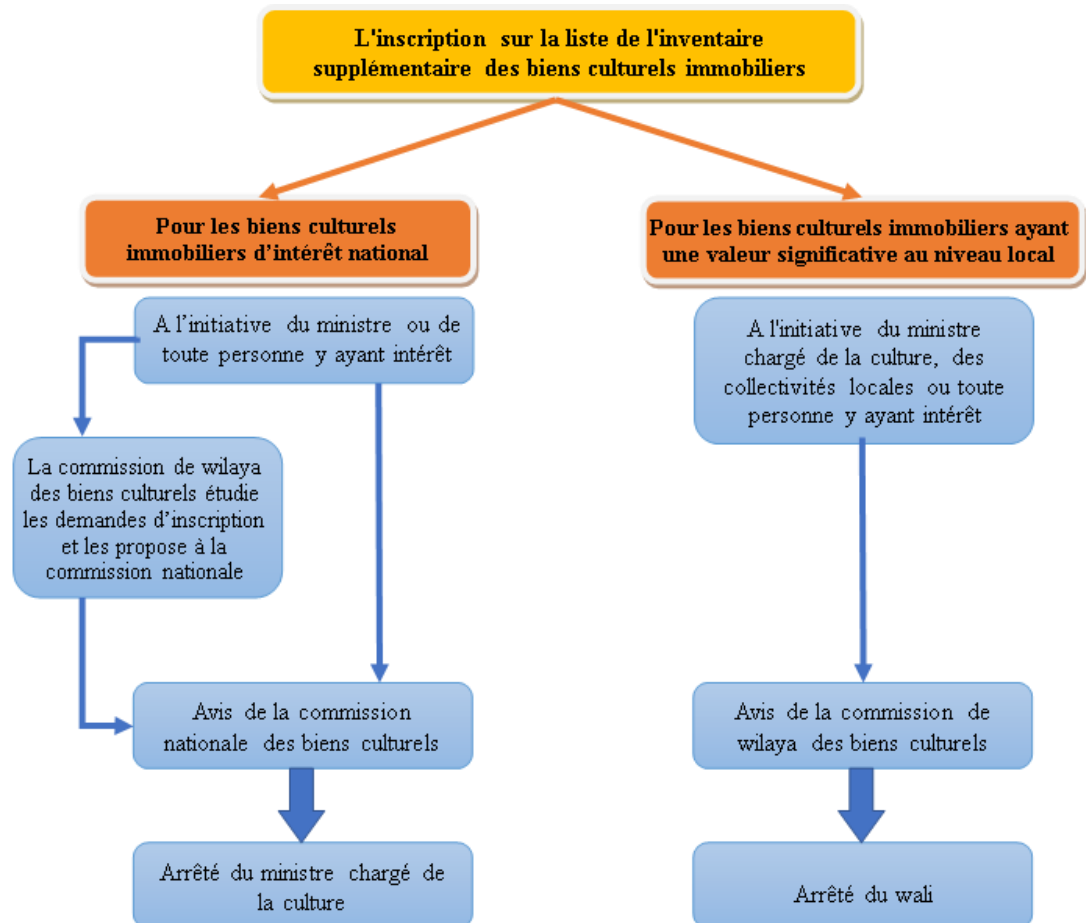 L'inscription sur la liste de l'inventaire
supplémentaire des biens culturels immobiliers
Pour les biens culturels
immobiliers d'intérêt national
A l'initiative du ministre ou de
toute personne y ayant intérêt
La commission de wilaya
des biens culturels étudie
les demandes d'inscription
et les propose à la
commission nationale
Avis de la commission
nationale des biens culturels
Arrêté du ministre chargé de
la culture
Pour les biens culturels immobiliers ayant
une valeur significative au niveau local
A l'initiative du ministre
chargé de la culture, des
collectivités locales ou toute
personne y ayant intérêt
Avis de la commission de
wilaya des biens culturels
Arrêté du wali